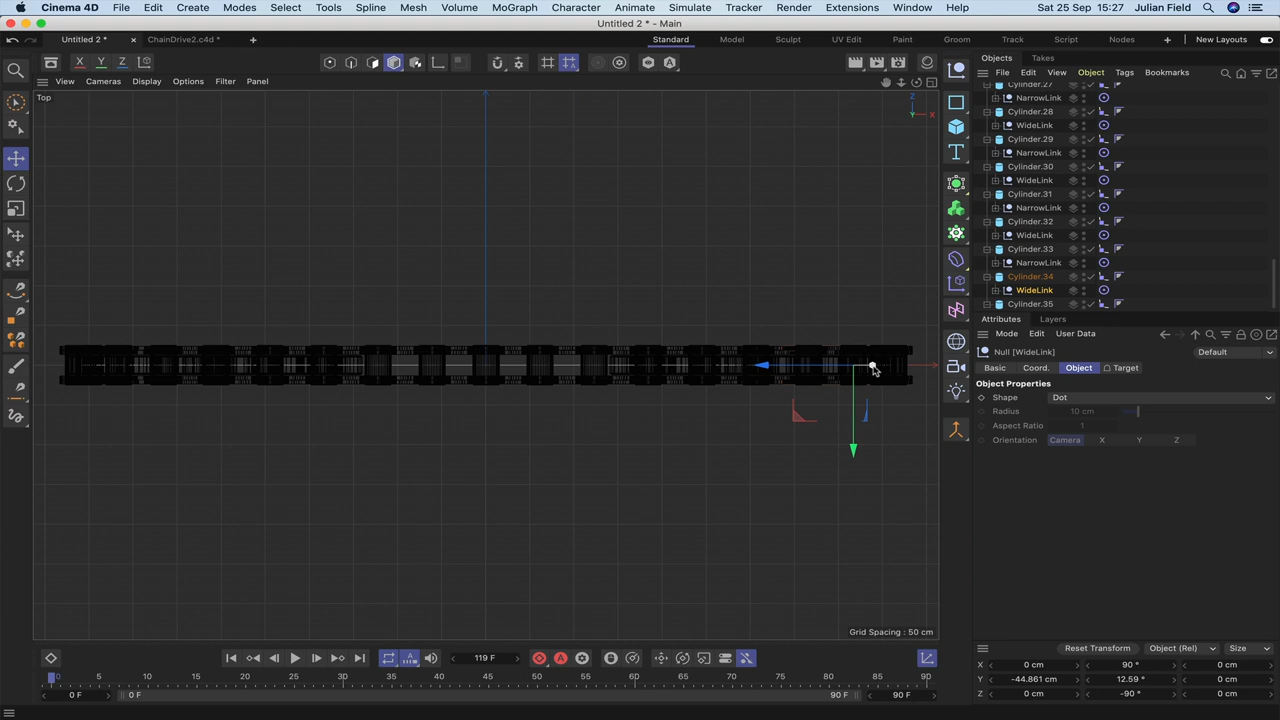 Cinema 4D File Edit Create Modes Select Tools Spline Mesh Volume MoGraph Character Animate Simulate Tracker Render Extensions Window Help Sat 25 Sep 15:27 Julian Field
Untitled 2 * - Main
Untitled 2 * ChainDrive2.c4d * Standard Model Sculpt UV Edit Paint Groom Track Script Nodes New Layouts
X Y Z Objects Takes
File Edit View Object Tags Bookmarks
View Cameras Display Options Filter Panel
Cylinder.27
Top Z
NarrowLink
Y X Cylinder.28
WideLink
Cylinder.29
NarrowLink
Cylinder.30
WideLink
Cylinder.31
NarrowLink
Cylinder.32
WideLink
Cylinder.33
NarrowLink
Cylinder.34
WideLink
Cylinder.35
Attributes Layers
Mode Edit User Data
Null [WideLink] Default
Basic Coord. Object Target
Object Properties
Shape Dot
Radius 10 cm
Aspect Ratio 1
Orientation Camera X Y Z
Grid Spacing : 50 cm
Reset Transform Object (Rel) Size
119 F
X 0 cm 90 ° 0 cm
0 5 10 15 20 25 30 35 40 45 50 55 60 65 70 75 80 85 90 Y -44.861 cm 12.59 ° 0 cm
0 F 0 F 90 F 90 F Z 0 cm -90 ° 0 cm